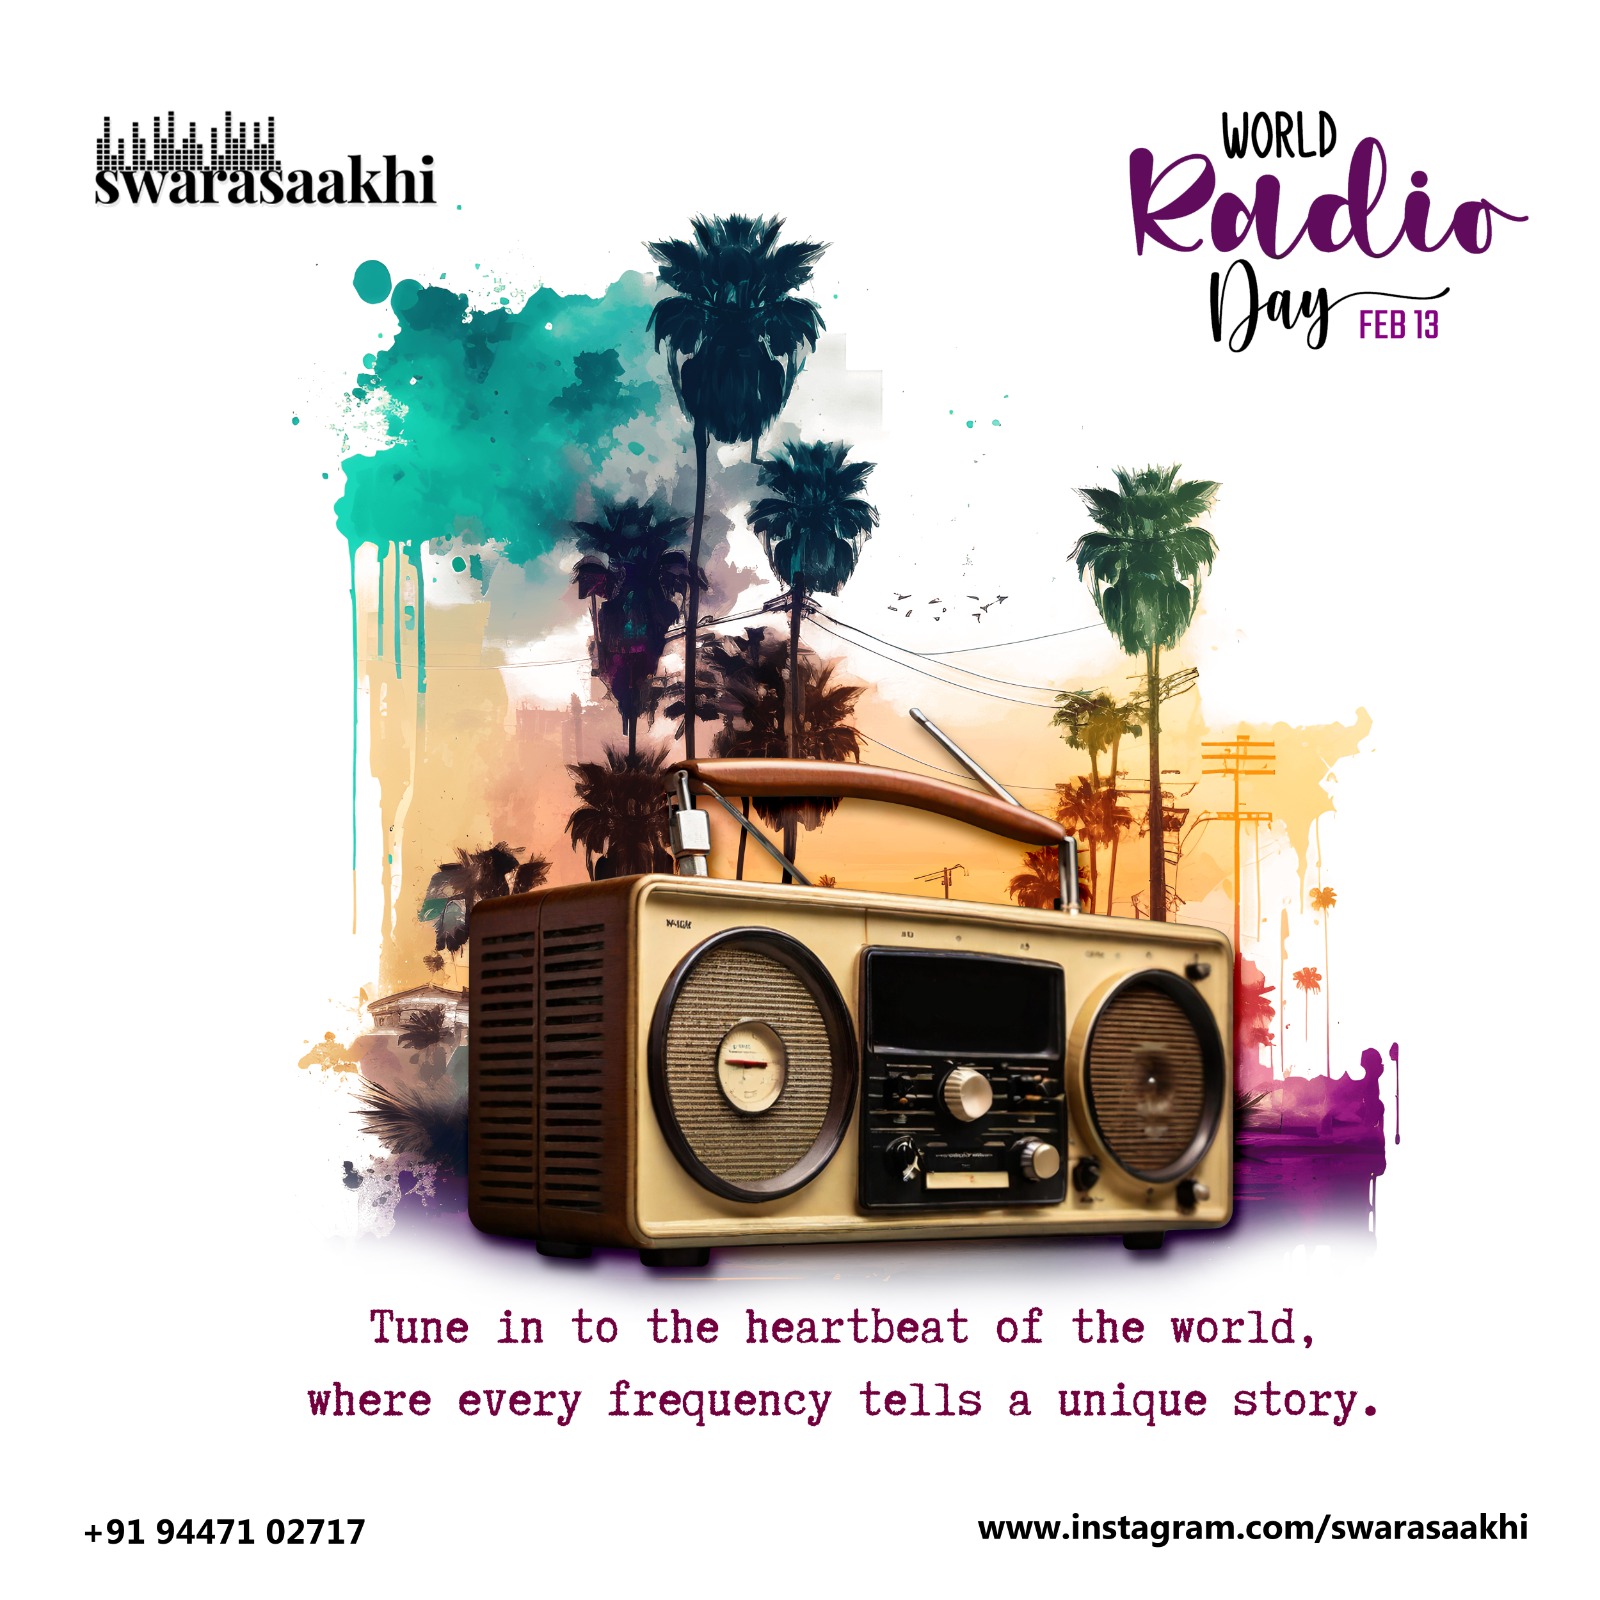 swarasaakhi
WORLD
Radio
Day FEB 13
Tune in to the heartbeat of the world,
where every frequency tells a unique story.
+91 94471 02717
www.instagram.com/swarasaakhi